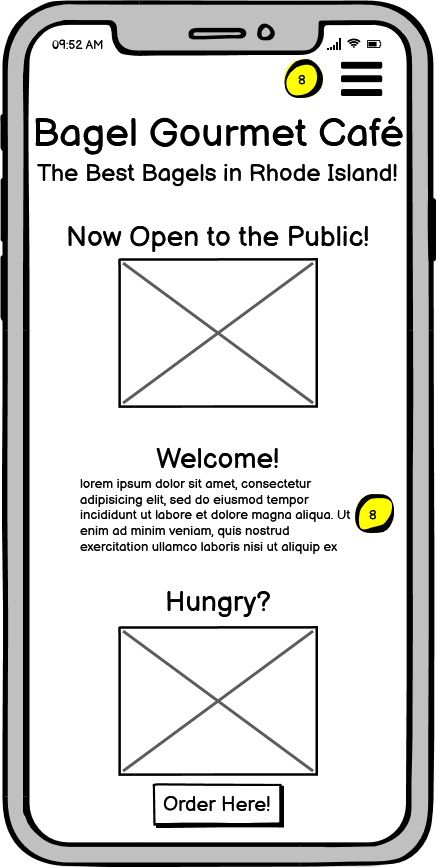 09:52 AM
8
Bagel Gourmet Café
The Best Bagels in Rhode Island!
Now Open to the Public!
Welcome!
lorem ipsum dolor sit amet, consectetur
adipisicing elit, sed do eiusmod tempor
incididunt ut labore et dolore magna aliqua. Ut
enim ad minim veniam, quis nostrud
exercitation ullamco laboris nisi ut aliquip ex
8
Hungry?
Order Here!